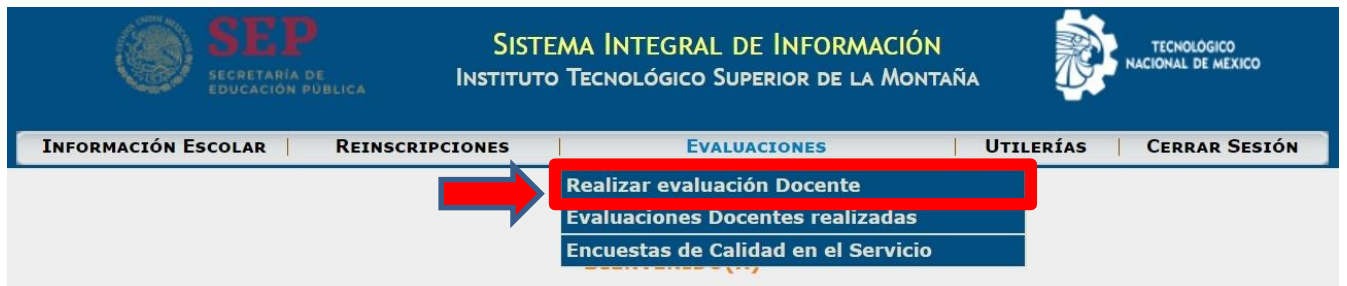 SEP
SECRETARÍA DE
EDUCACIÓN PÚBLICA
SISTEMA INTEGRAL DE INFORMACIÓN
INSTITUTO TECNOLÓGICO SUPERIOR DE LA MONTAÑA
TECNOLÓGICO
NACIONAL DE MÉXICO
INFORMACIÓN ESCOLAR | REINSCRIPCIONES | EVALUACIONES | UTILERÍAS | CERRAR SESIÓN
Realizar evaluación Docente
Evaluaciones Docentes realizadas
Encuestas de Calidad en el Servicio